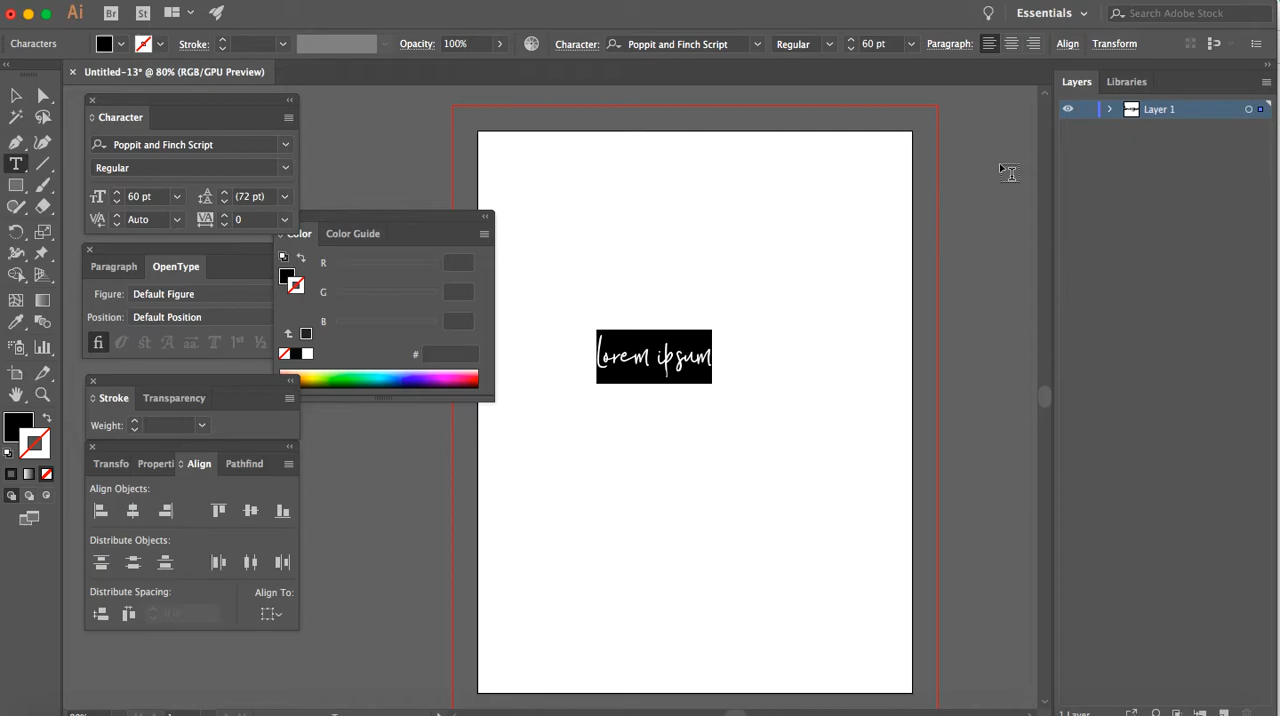 Ai Br St Essentials Search Adobe Stock
Characters Stroke: Opacity: 100% Character: Poppit and Finch Script Regular 60 pt Paragraph: Align Transform
× Untitled-13* @ 80% (RGB/GPU Preview)
Layers Libraries
Layer 1
Character
Poppit and Finch Script
Regular
60 pt (72 pt)
Auto 0
Color Color Guide
R
G
B
#
Paragraph OpenType
Figure: Default Figure
Position: Default Position
Stroke Transparency
Weight:
Transfo Properti Align Pathfind
Align Objects:
Distribute Objects:
Distribute Spacing: Align To:
Lorem ipsum
1 Layer